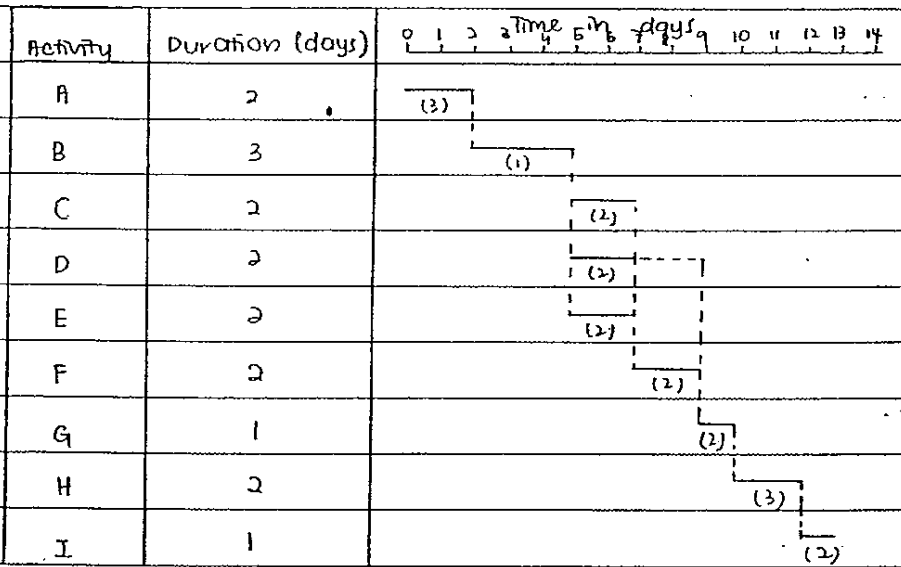 Activity Duration (days) Time in days
0 1 2 3 4 5 6 7 8 9 10 11 12 13 14
A 2 (3)
B 3 (1)
C 2 (2)
D 2 (2)
E 2 (2)
F 2 (2)
G 1 (2)
H 2 (3)
I 1 (2)